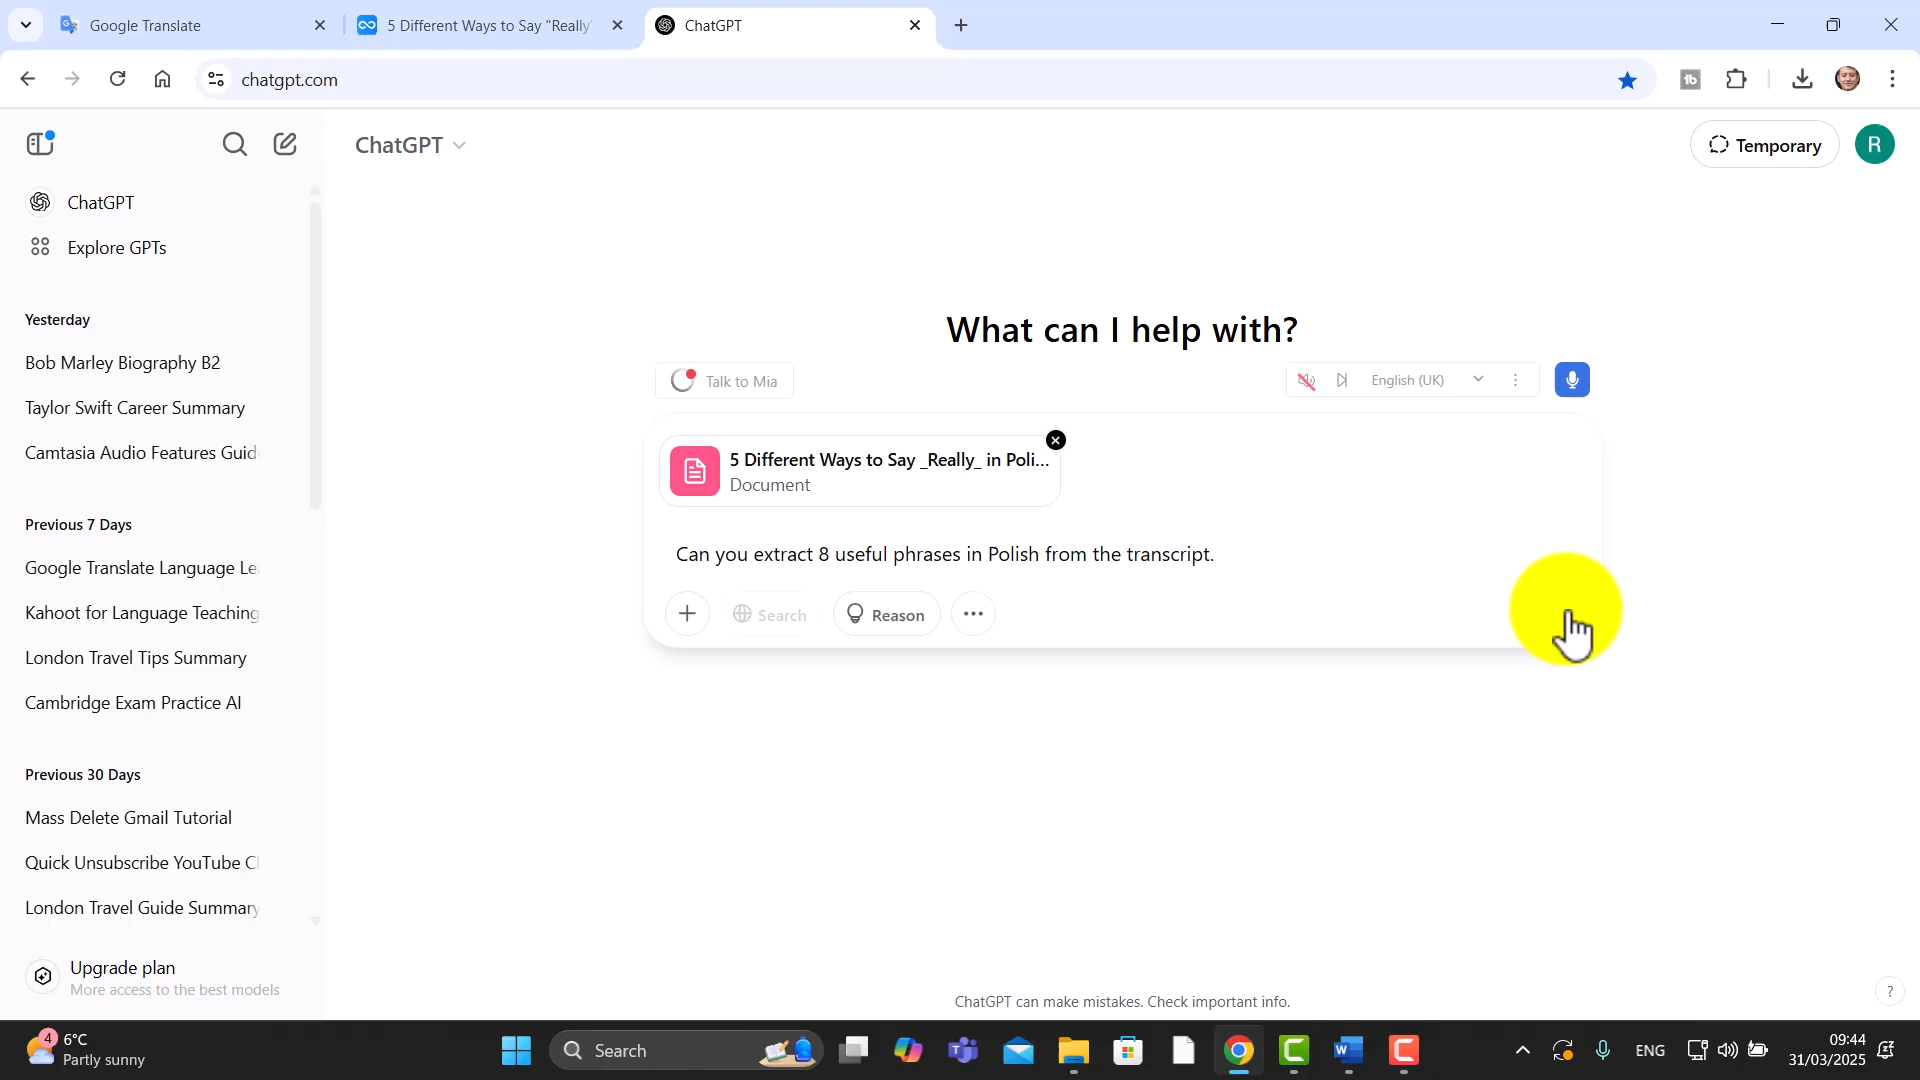 Google Translate
5 Different Ways to Say "Really"
ChatGPT
chatgpt.com
ChatGPT
Temporary
R
ChatGPT
Explore GPTs
Yesterday
Bob Marley Biography B2
Taylor Swift Career Summary
Camtasia Audio Features Guid
Previous 7 Days
Google Translate Language Le
Kahoot for Language Teaching
London Travel Tips Summary
Cambridge Exam Practice AI
Previous 30 Days
Mass Delete Gmail Tutorial
Quick Unsubscribe YouTube C
London Travel Guide Summary
Upgrade plan
More access to the best models
What can I help with?
Talk to Mia
English (UK)
5 Different Ways to Say _Really_ in Poli...
Document
Can you extract 8 useful phrases in Polish from the transcript.
Search
Reason
ChatGPT can make mistakes. Check important info.
?
4
6°C
Partly sunny
Search
ENG
09:44
31/03/2025